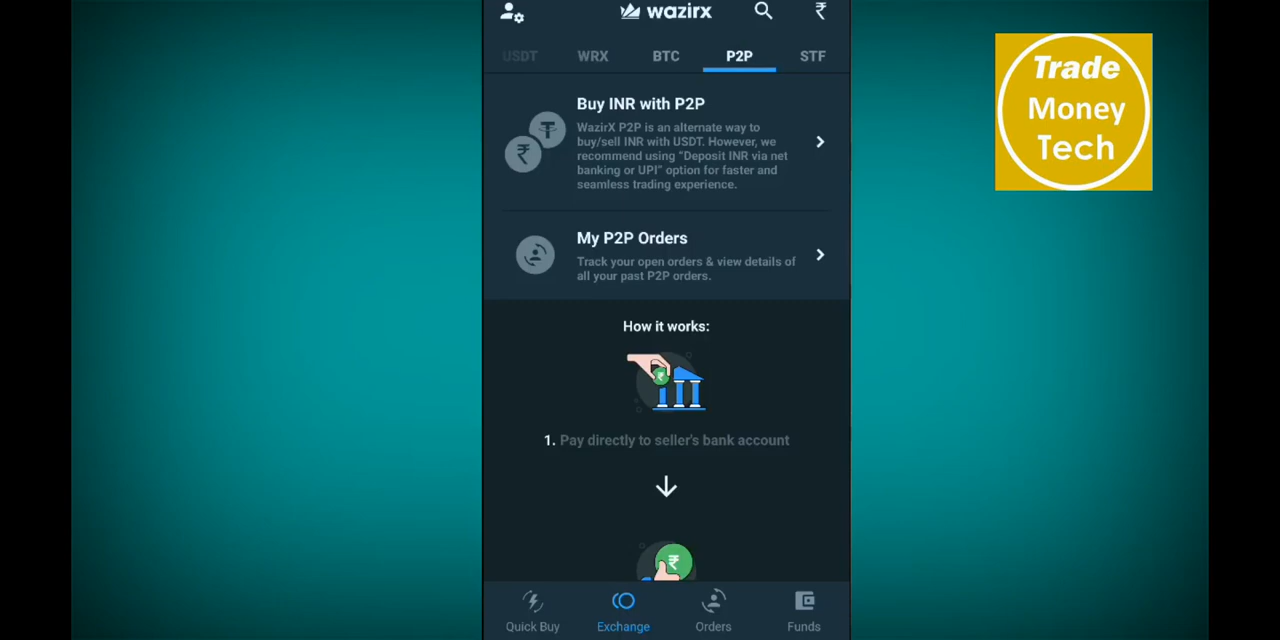 wazirx
₹
USDT
WRX
BTC
P2P
STF
Buy INR with P2P
WazirX P2P is an alternate way to
buy/sell INR with USDT. However, we
recommend using "Deposit INR via net
banking or UPI" option for faster and
seamless trading experience.
My P2P Orders
Track your open orders & view details of
all your past P2P orders.
How it works:
1. Pay directly to seller's bank account
Quick Buy
Exchange
Orders
Funds
Trade
Money
Tech